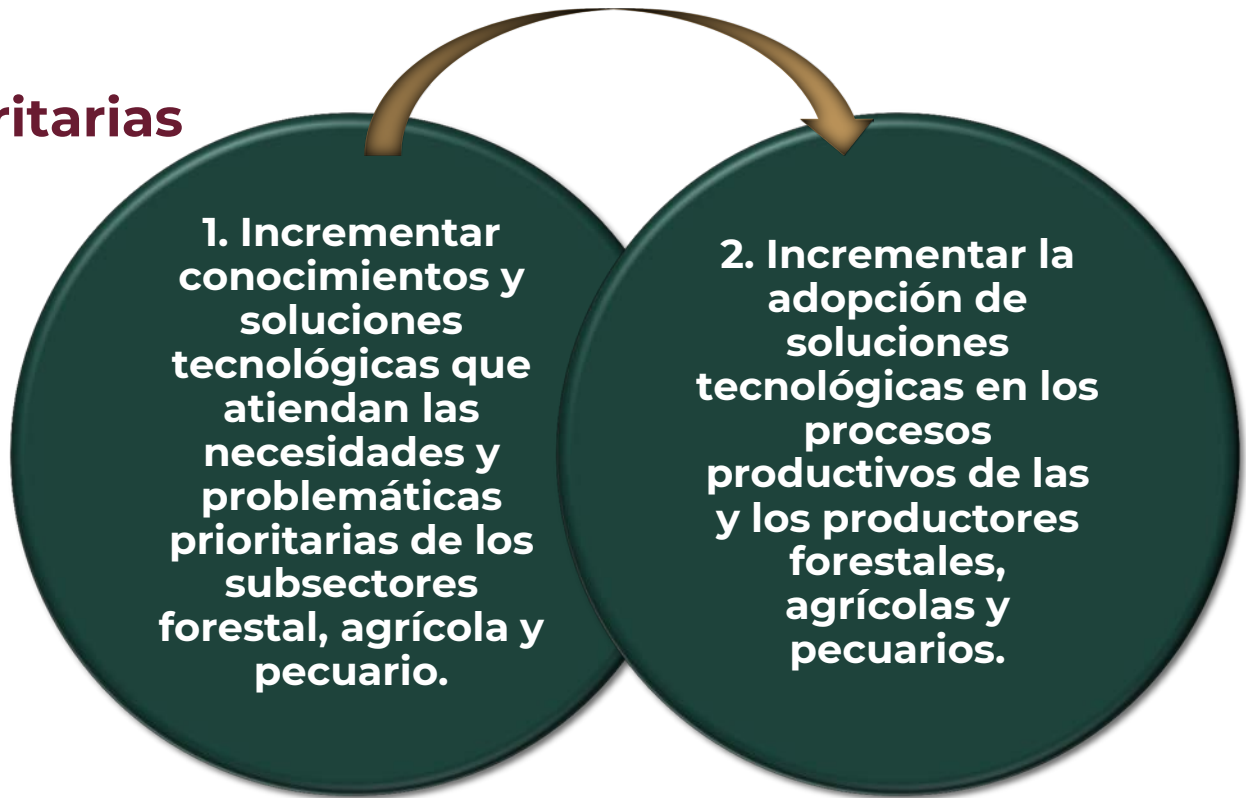 ritarias
1. Incrementar
conocimientos y
soluciones
tecnológicas que
atiendan las
necesidades y
problemáticas
prioritarias de los
subsectores
forestal, agrícola y
pecuario.
2. Incrementar la
adopción de
soluciones
tecnológicas en los
procesos
productivos de las
y los productores
forestales,
agrícolas y
pecuarios.